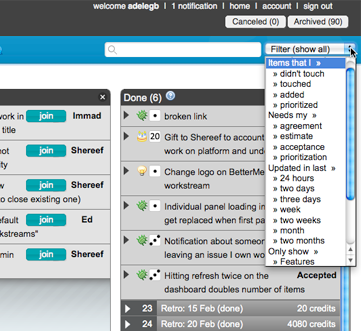 welcome adelegb | 1 notification | home | account | sign out
Canceled (0) Archived (90)
Filter (show all)
Items that I »
» didn't touch
» touched
» added
» prioritized
Needs my »
» agreement
» estimate
» acceptance
» prioritization
Updated in last »
» 24 hours
» two days
» three days
» week
» two weeks
» month
» two months
Only show »
» Features
work in join Immad
title
not join Shereef
ity
w join Shereef
o close existing one)
efault join Ed
kstreams"
min join Shereef
Done (6) ?
broken link
20 Gift to Shereef to account
work on platform and und
Change logo on BetterMe
workstream
Individual panel loading in
get replaced when first pa
Notification about someor
leaving an issue I own wo
Hitting refresh twice on the Accepted
dashboard doubles number of items
23 Retro: 15 Feb (done) 20 credits
24 Retro: 20 Feb (done) 4080 credits